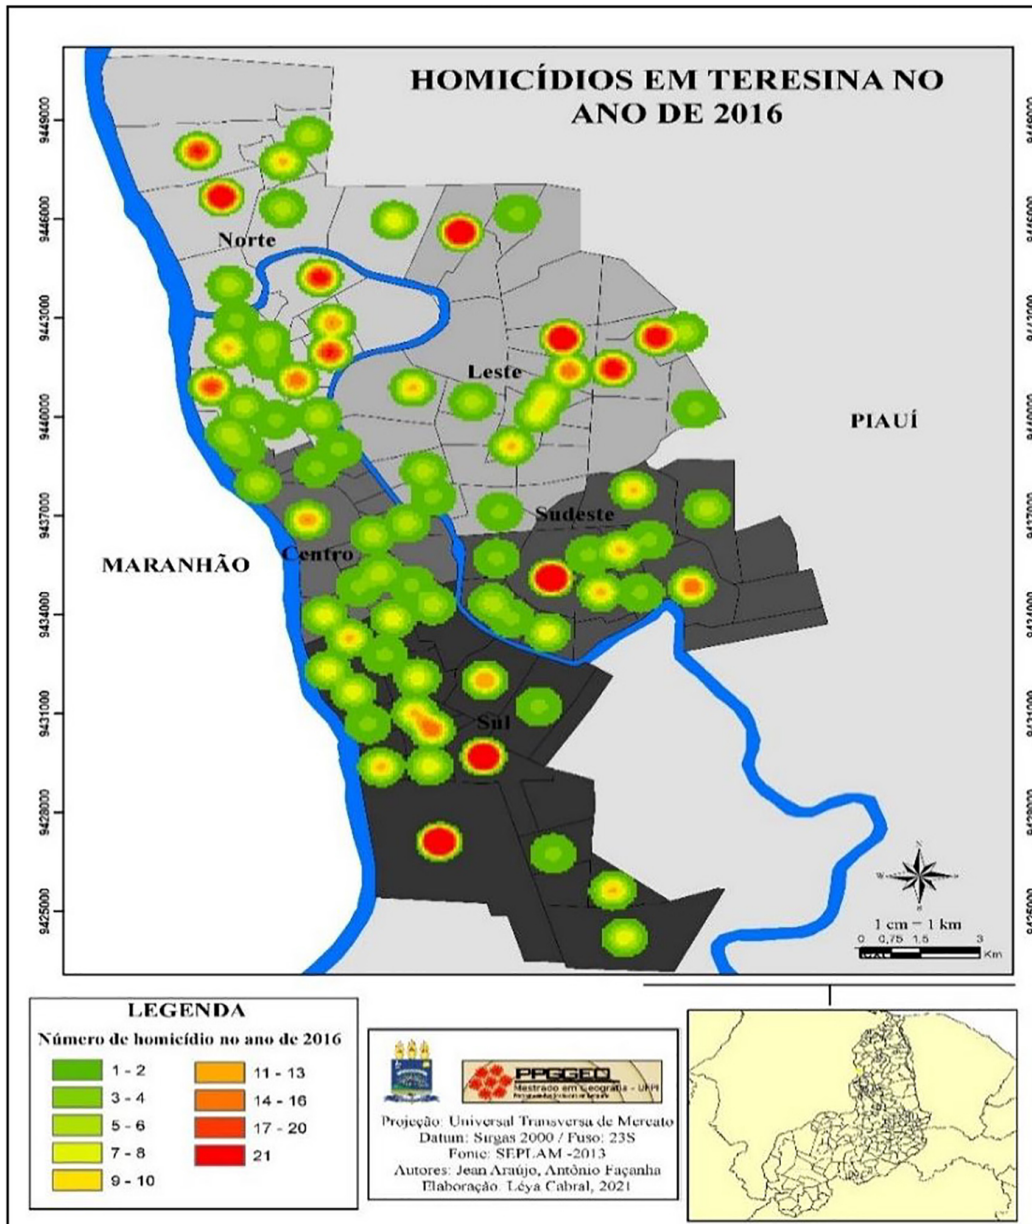 HOMICÍDIOS EM TERESINA NO
ANO DE 2016
9449000
9446000
9443000
9440000
9437000
9434000
9431000
9428000
9425000
Norte
Leste
PIAUÍ
Sudeste
Centro
MARANHÃO
Sul
N
W
S
1 cm = 1 km
0 0,75 1,5 3
Km
LEGENDA
Número de homicídio no ano de 2016
1 - 2
3 - 4
5 - 6
7 - 8
9 - 10
11 - 13
14 - 16
17 - 20
21
PPGGEO
Mestrado em Geografia - UFPI
Projeção: Universal Transversa de Mercato
Datun: Sirgas 2000 / Fuso: 23S
Fonte: SEPLAM -2013
Autores: Jean Araújo, Antônio Façanha
Elaboração. Léya Cabral, 2021